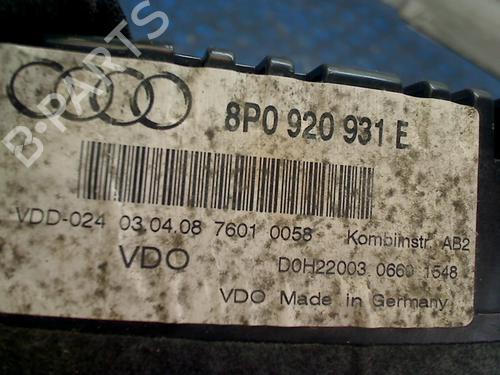 B-PARTS
8P0 920 931 E
VDD-024 03.04.08 7601 0058 Kombiinstr. AB2
VDO D0H22003 0660 1548
VDO Made in Germany